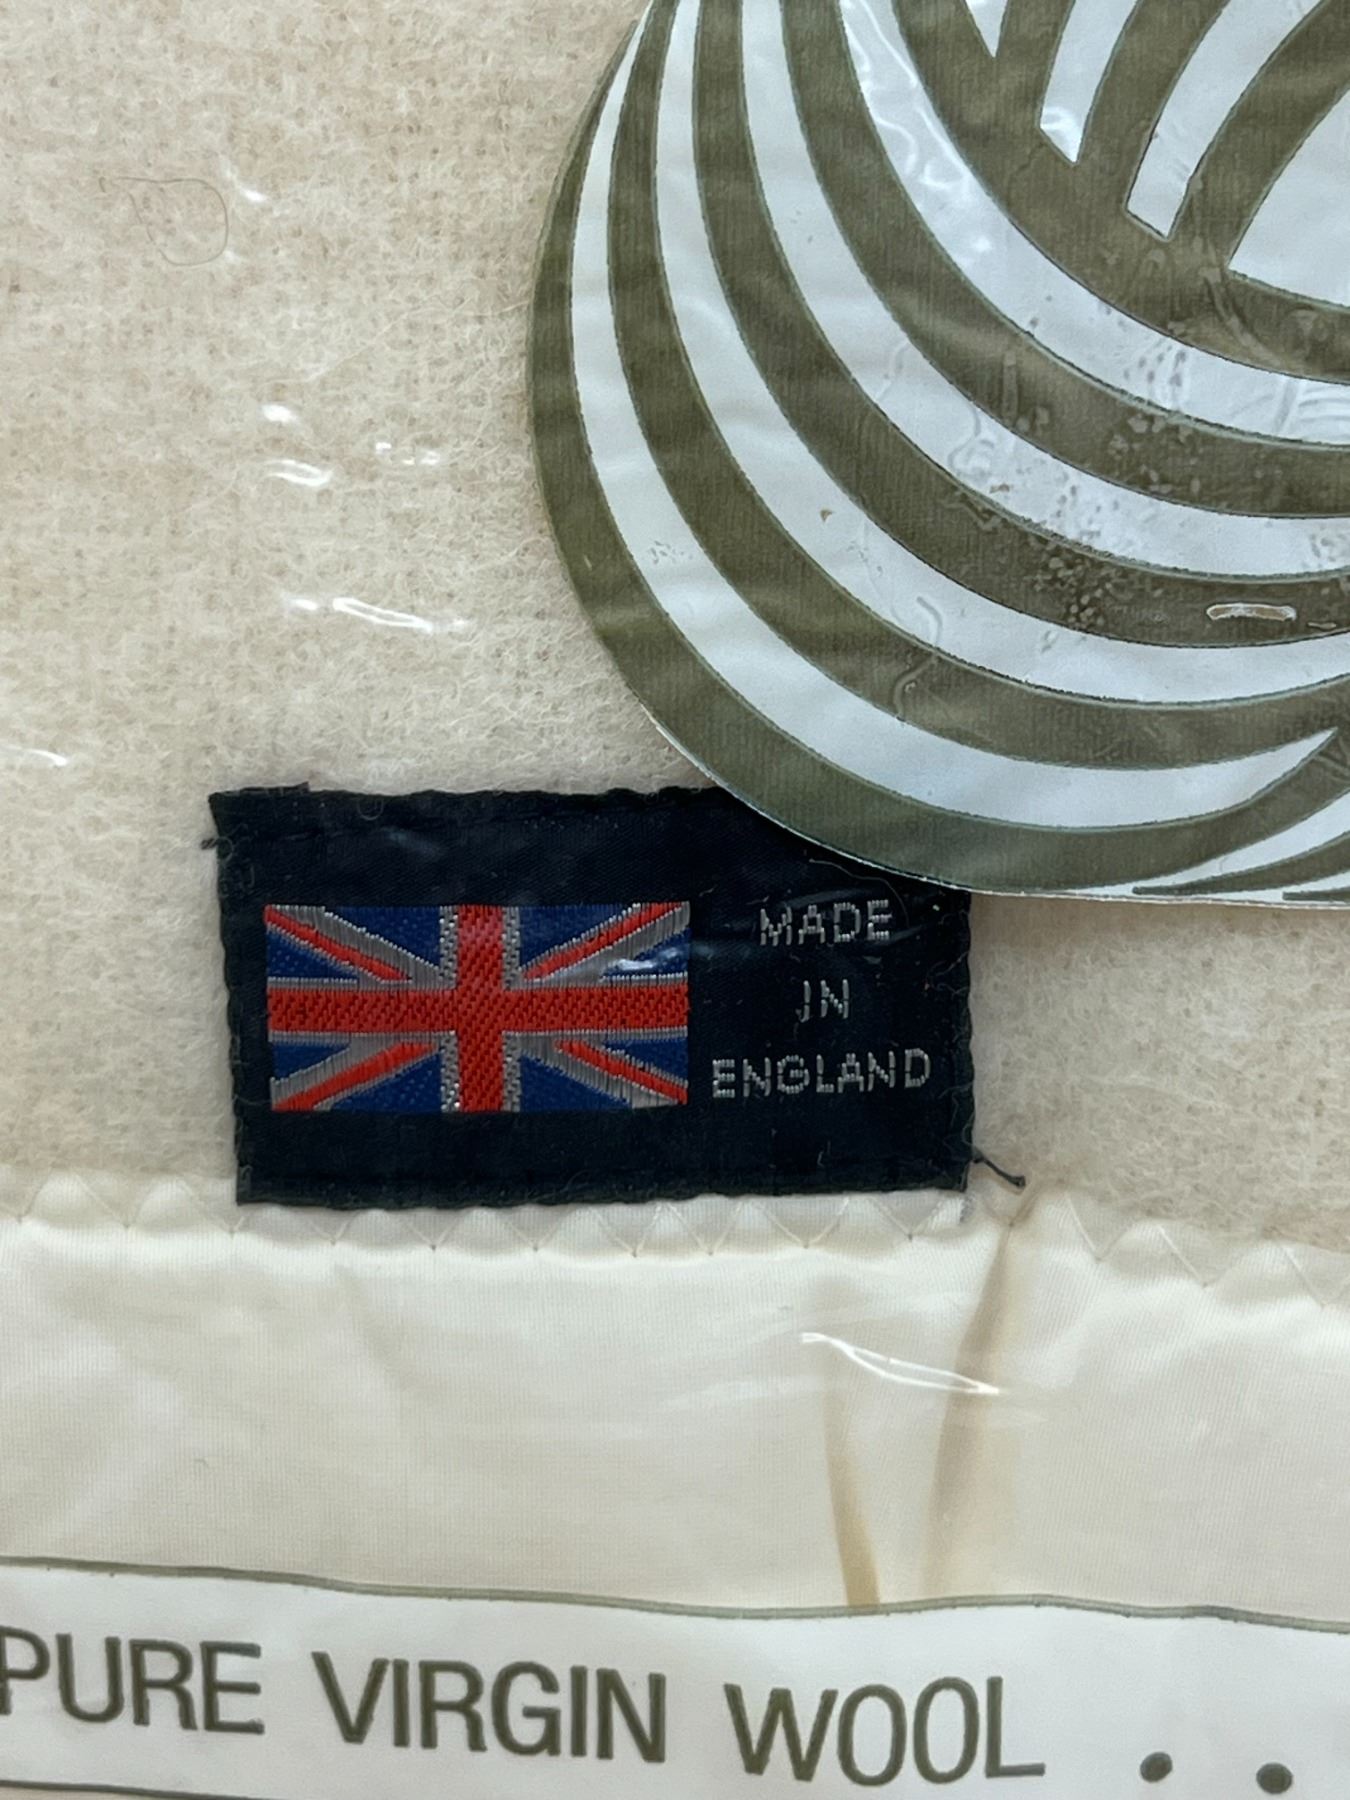 MADE
IN
ENGLAND
PURE VIRGIN WOOL . .